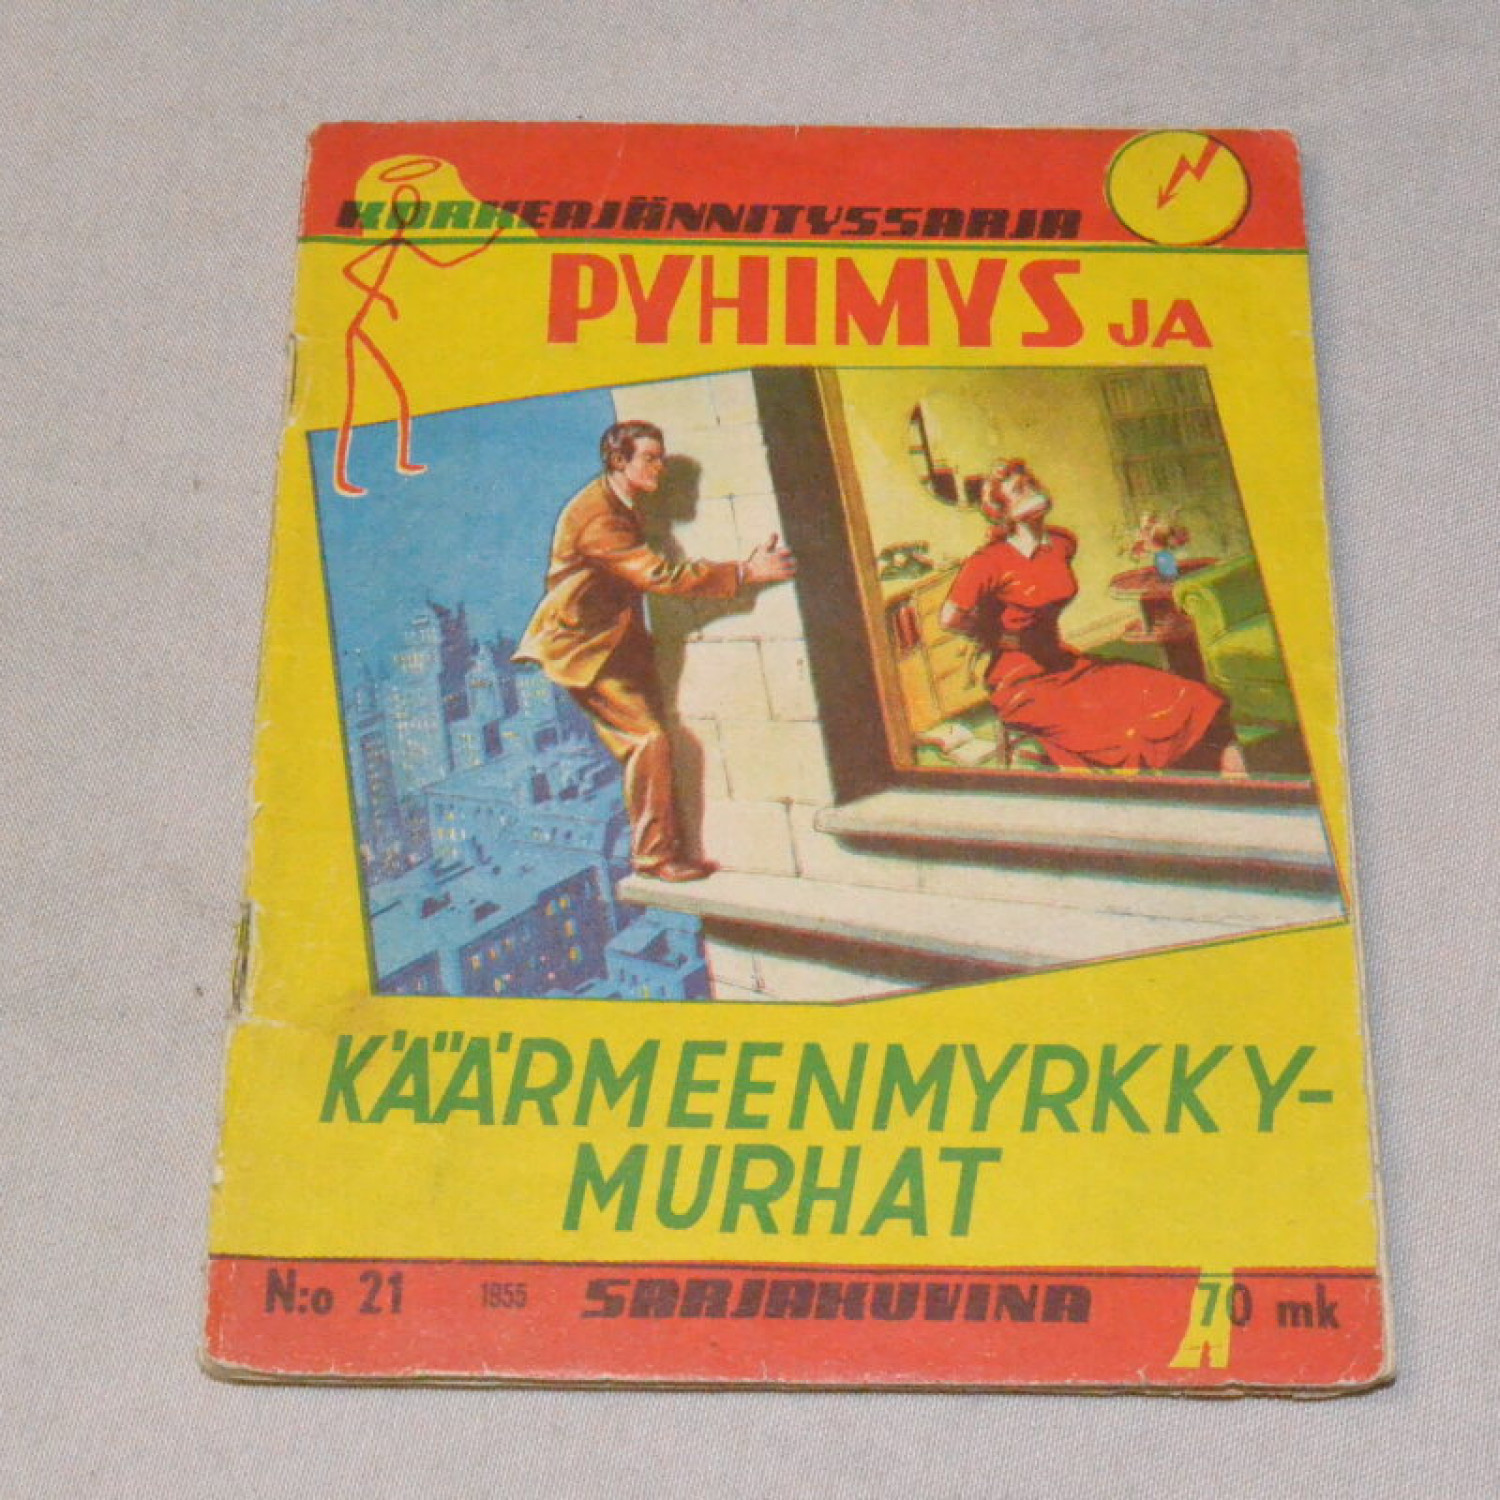 KORKEAJÄNNITYSSARJA
PYHIMYS JA
KÄÄRMEENMYRKKY-
MURHAT
N:o 21 1955 SARJAKUVINA 70 mk